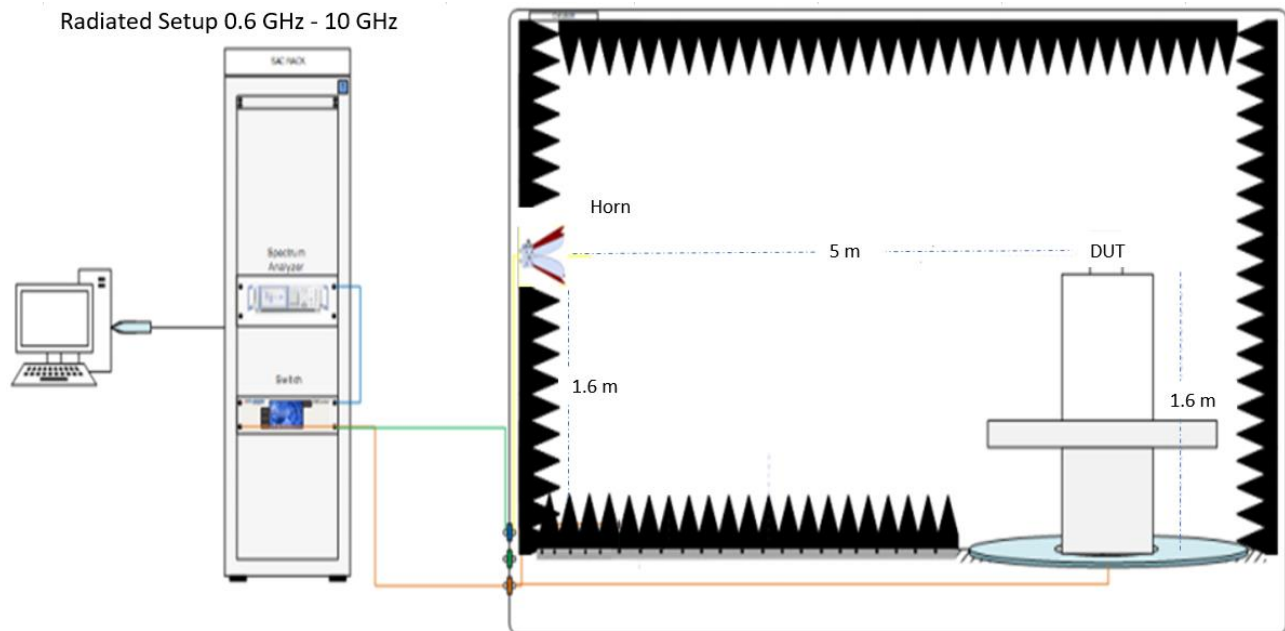 Radiated Setup 0.6 GHz - 10 GHz
SAC RACK
Spectrum
Analyzer
Switch
Horn
5 m
DUT
1.6 m
1.6 m